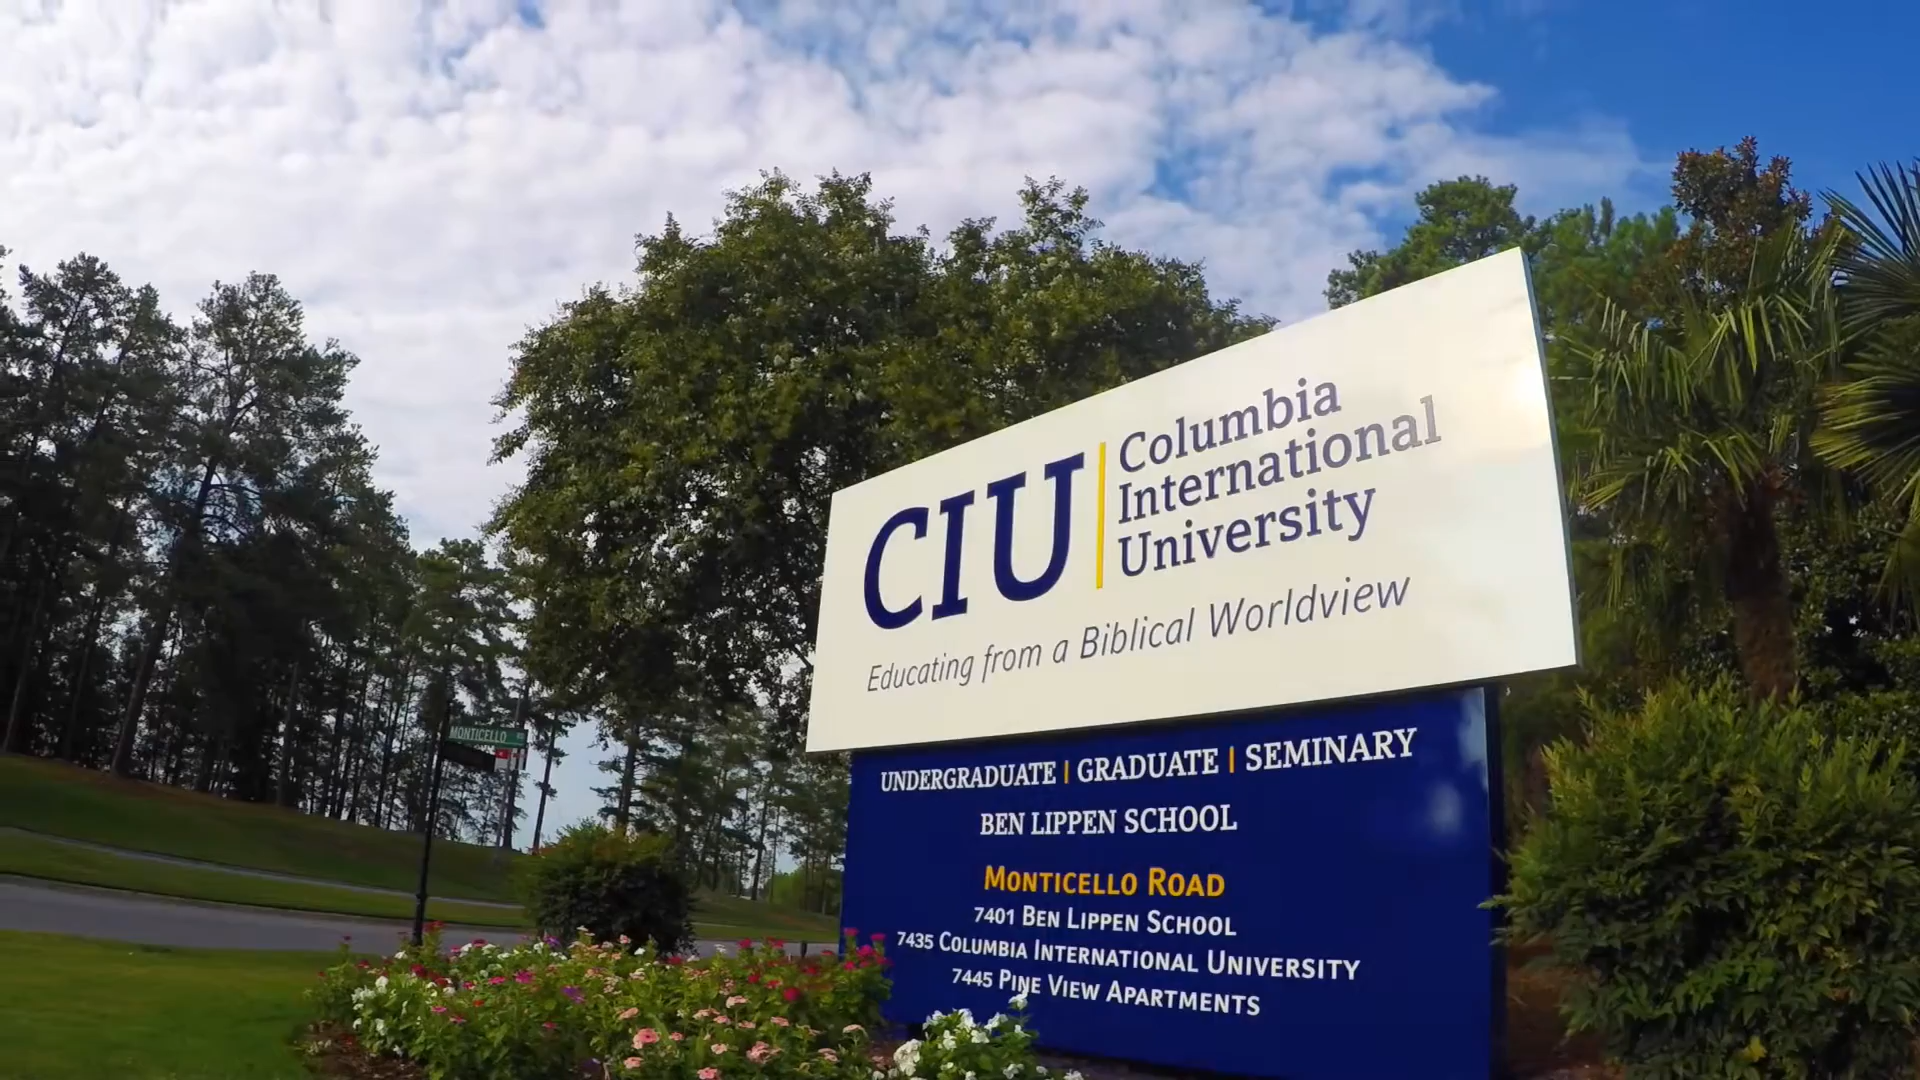 CIU
Columbia
International
University
Educating from a Biblical Worldview
UNDERGRADUATE | GRADUATE | SEMINARY
BEN LIPPEN SCHOOL
MONTICELLO ROAD
7401 BEN LIPPEN SCHOOL
7435 COLUMBIA INTERNATIONAL UNIVERSITY
7445 PINE VIEW APARTMENTS
MONTICELLO RD